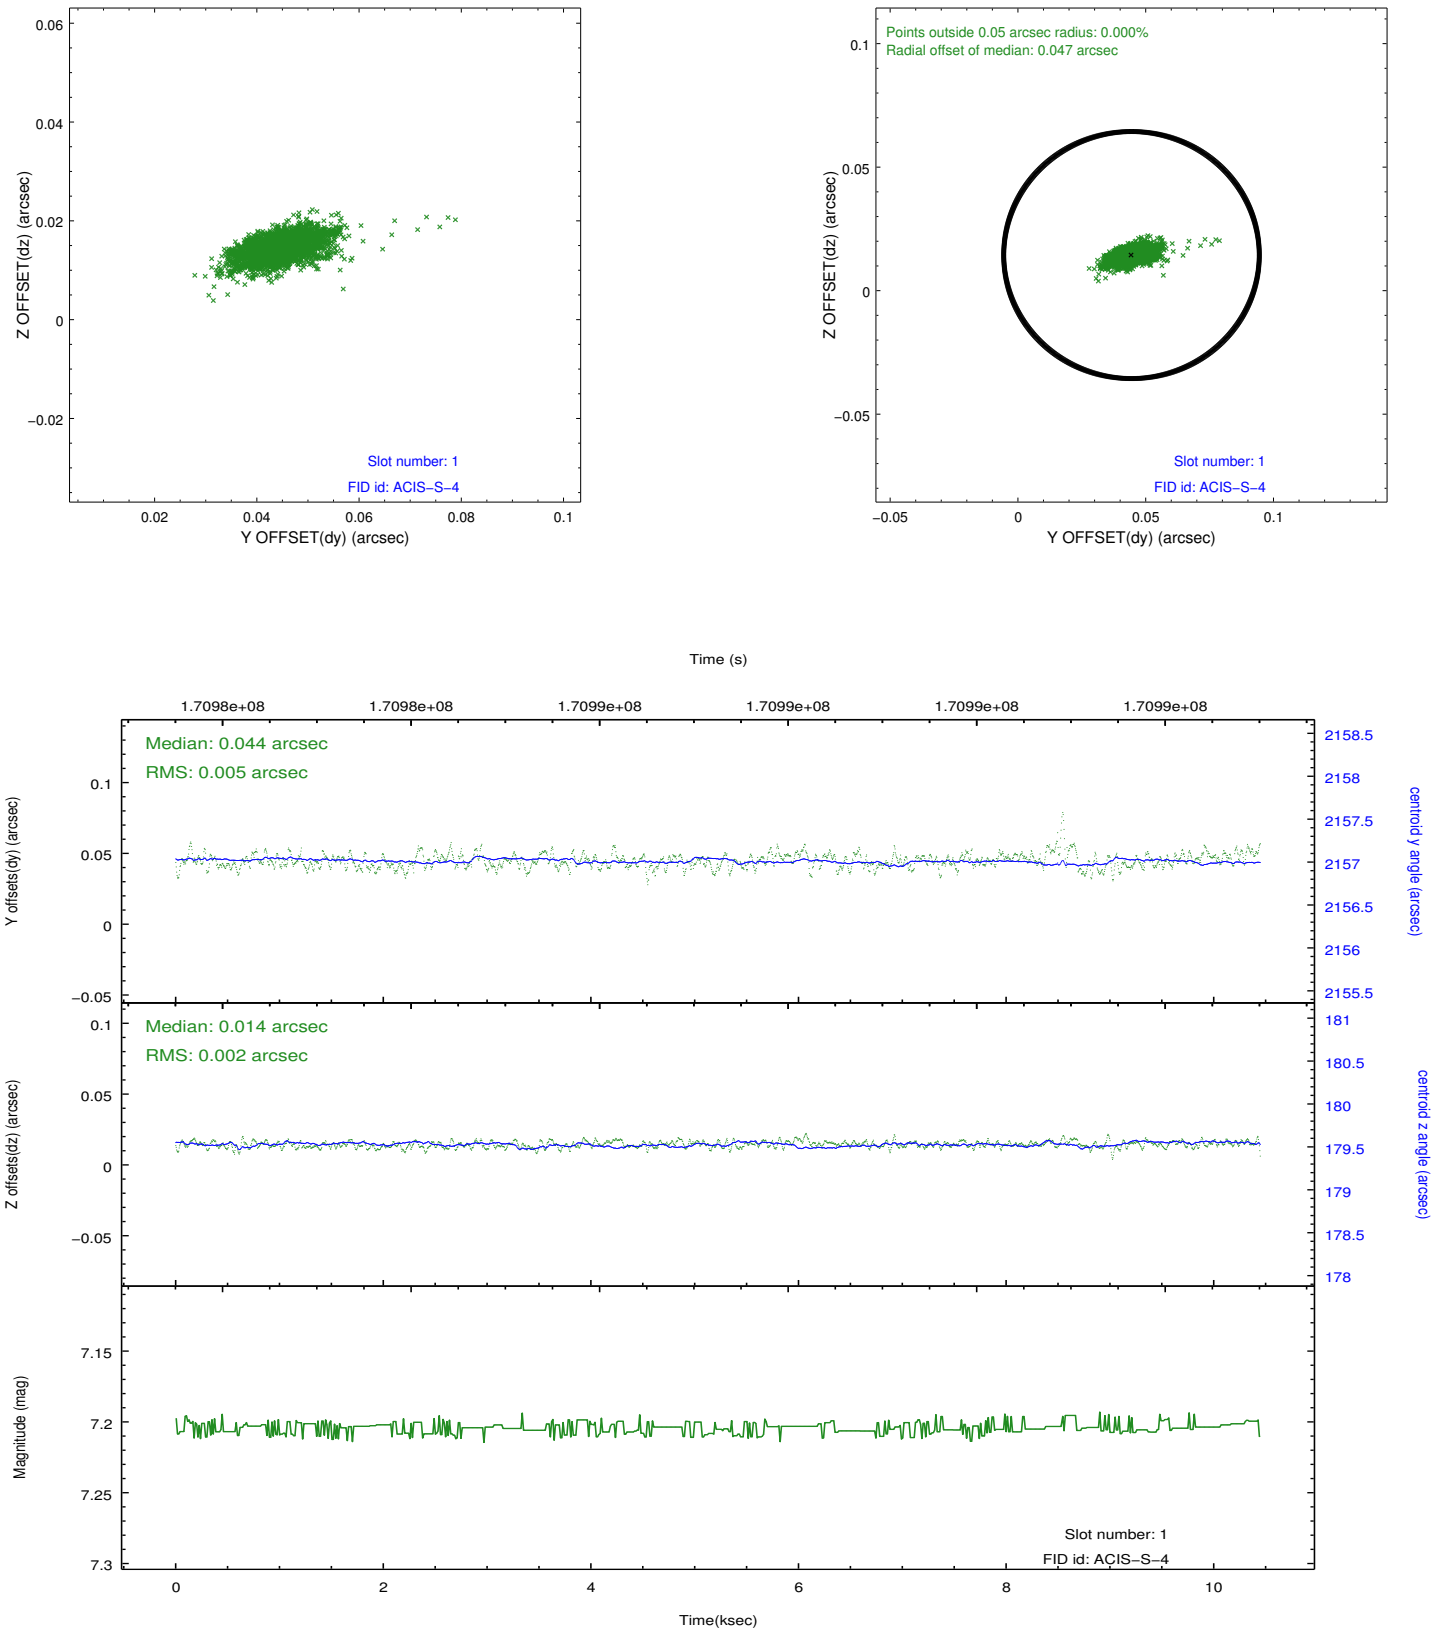 0.06
0.04
0.02
0
−0.02
Z OFFSET(dz) (arcsec)
Slot number: 1
FID id: ACIS−S−4
0.02
0.04
0.06
0.08
0.1
Y OFFSET(dy) (arcsec)
Points outside 0.05 arcsec radius: 0.000%
Radial offset of median: 0.047 arcsec
0.1
0.05
0
−0.05
Z OFFSET(dz) (arcsec)
Slot number: 1
FID id: ACIS−S−4
−0.05
0
0.05
0.1
Y OFFSET(dy) (arcsec)
Time (s)
1.7098e+08
1.7098e+08
1.7099e+08
1.7099e+08
1.7099e+08
1.7099e+08
Median: 0.044 arcsec
RMS: 0.005 arcsec
0.1
0.05
0
−0.05
Y offsets(dy) (arcsec)
2158.5
2158
2157.5
2157
2156.5
2156
2155.5
centroid y angle (arcsec)
Median: 0.014 arcsec
RMS: 0.002 arcsec
0.1
0.05
0
−0.05
Z offsets(dz) (arcsec)
181
180.5
180
179.5
179
178.5
178
centroid z angle (arcsec)
7.15
7.2
7.25
7.3
Magnitude (mag)
Slot number: 1
FID id: ACIS−S−4
0
2
4
6
8
10
Time(ksec)